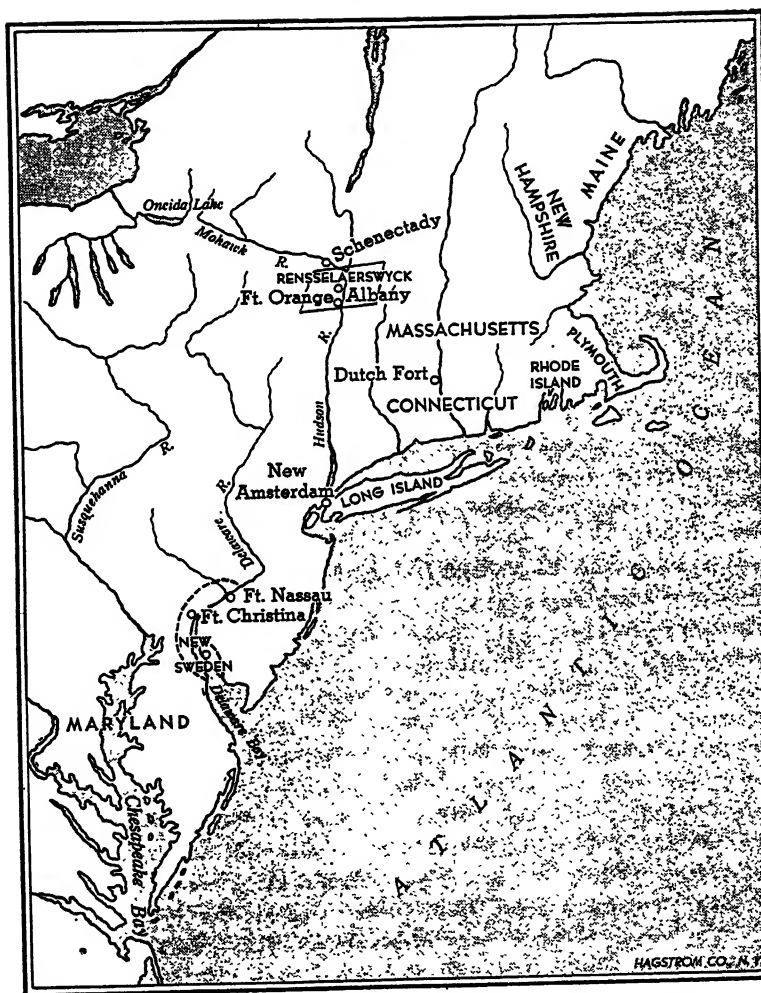 Oneida Lake
Mohawk R.
Schenectady
RENSSELAERSWYCK
Ft. Orange Albany
MAINE
NEW
HAMPSHIRE
MASSACHUSETTS
PLYMOUTH
Dutch Fort
RHODE
ISLAND
CONNECTICUT
Hudson R.
New
Amsterdam
LONG ISLAND
Susquehanna R.
Delaware R.
Ft. Nassau
Ft. Christina
NEW
SWEDEN
Delaware Bay
MARYLAND
Chesapeake Bay
ATLANTIC OCEAN
HAGSTROM CO., N.Y.